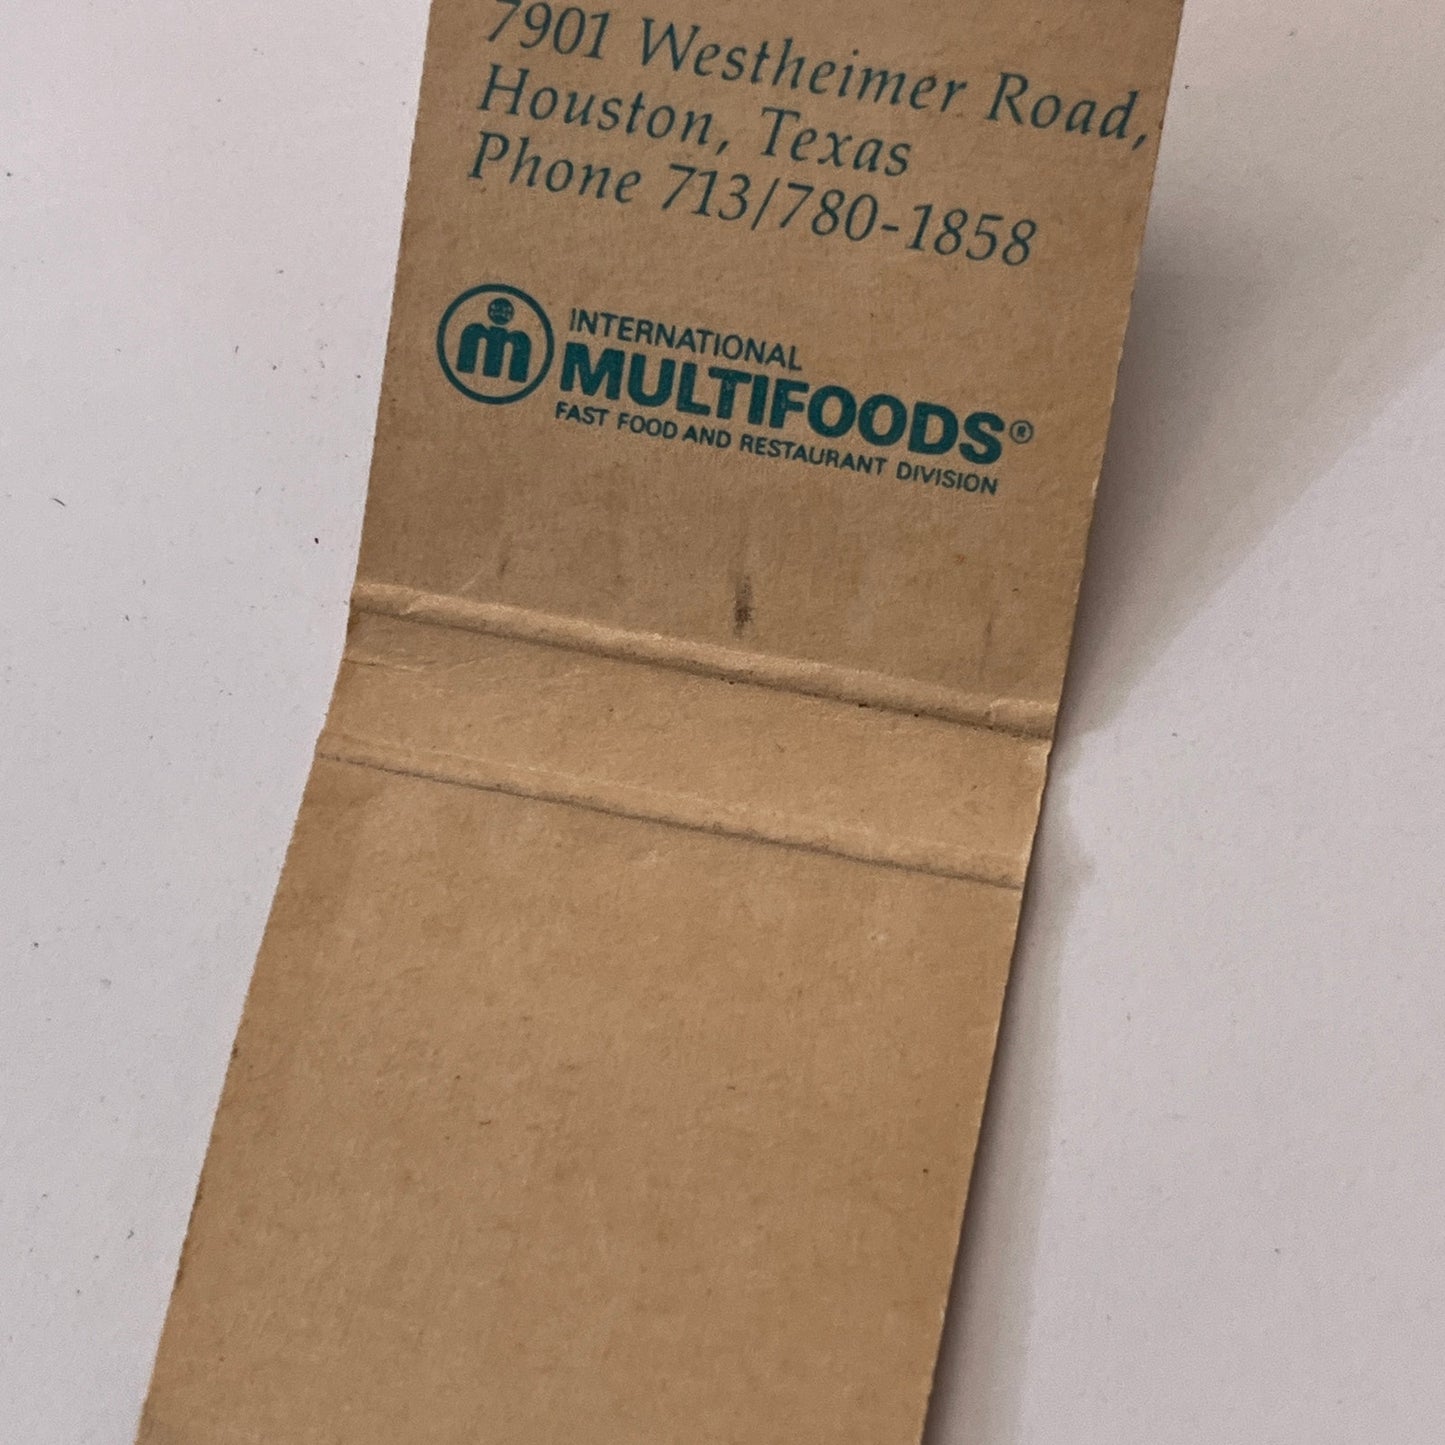 7901 Westheimer Road,
Houston, Texas
Phone 713/780-1858
m
INTERNATIONAL
MULTIFOODS®
FAST FOOD AND RESTAURANT DIVISION